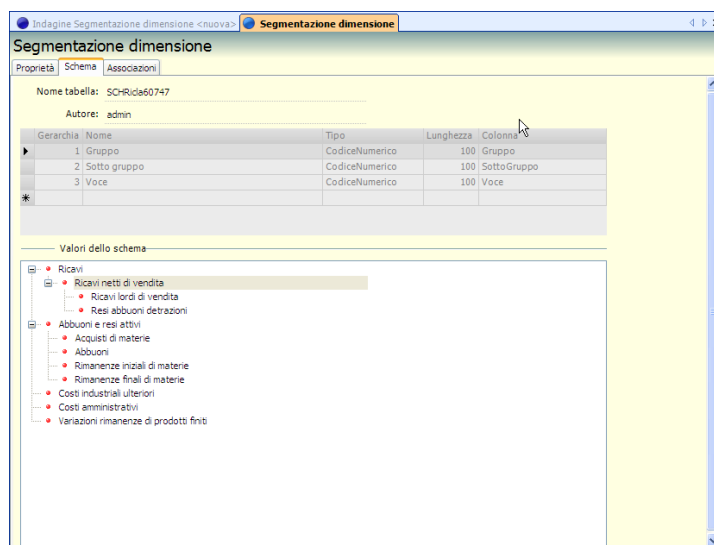 Indagine Segmentazione dimensione <nuova> Segmentazione dimensione
Segmentazione dimensione
Proprietà Schema Associazioni
Nome tabella: SCHRicla60747
Autore: admin
Gerarchia Nome Tipo Lunghezza Colonna
1 Gruppo CodiceNumerico 100 Gruppo
2 Sotto gruppo CodiceNumerico 100 SottoGruppo
3 Voce CodiceNumerico 100 Voce
Valori dello schema
Ricavi
Ricavi netti di vendita
Ricavi lordi di vendita
Resi abbuoni detrazioni
Abbuoni e resi attivi
Acquisti di materie
Abbuoni
Rimanenze iniziali di materie
Rimanenze finali di materie
Costi industriali ulteriori
Costi amministrativi
Variazioni rimanenze di prodotti finiti